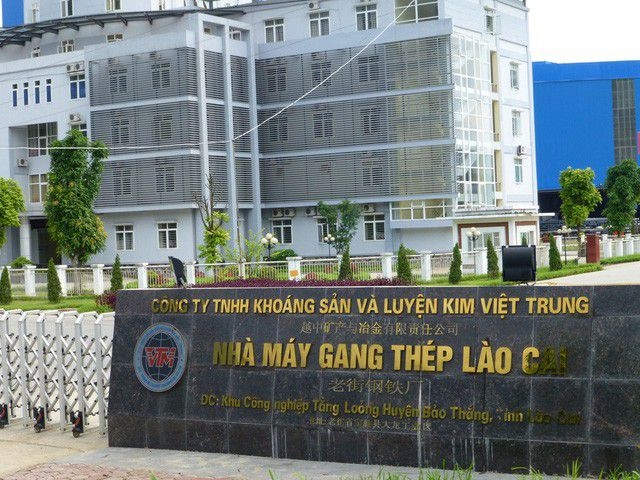 CÔNG TY TNHH KHOÁNG SẢN VÀ LUYỆN KIM VIỆT TRUNG
越中矿产与冶金有限责任公司
VTM
NHÀ MÁY GANG THÉP LÀO CAI
老街钢铁厂
ĐC: Khu Công nghiệp Tằng Loỏng Huyện Bảo Thắng, Tỉnh Lào Cai